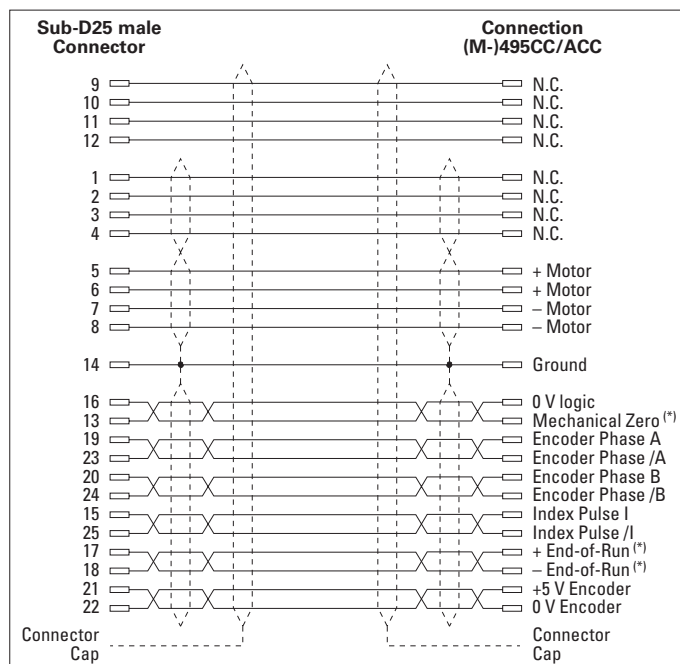 Sub-D25 male Connector
Connection (M-)495CC/ACC
9 N.C.
10 N.C.
11 N.C.
12 N.C.
1 N.C.
2 N.C.
3 N.C.
4 N.C.
5 + Motor
6 + Motor
7 – Motor
8 – Motor
14 Ground
16 0 V logic
13 Mechanical Zero (*)
19 Encoder Phase A
23 Encoder Phase /A
20 Encoder Phase B
24 Encoder Phase /B
15 Index Pulse I
25 Index Pulse /I
17 + End-of-Run (*)
18 – End-of-Run (*)
21 +5 V Encoder
22 0 V Encoder
Connector Cap
Connector Cap